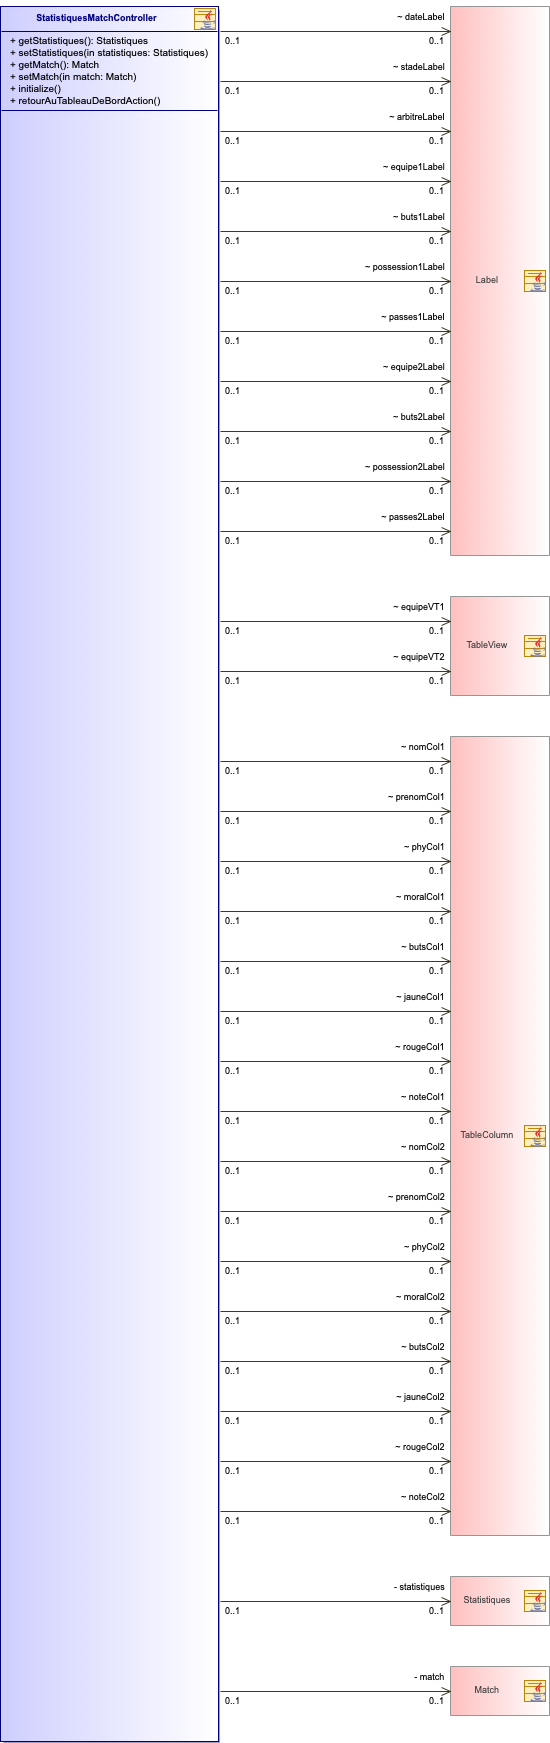 StatistiquesMatchController
+ getStatistiques(): Statistiques
+ setStatistiques(in statistiques: Statistiques)
+ getMatch(): Match
+ setMatch(in match: Match)
+ initialize()
+ retourAuTableauDeBordAction()
~ dateLabel
0..1 0..1
~ stadeLabel
0..1 0..1
~ arbitreLabel
0..1 0..1
~ equipe1Label
0..1 0..1
~ buts1Label
0..1 0..1
~ possession1Label
0..1 0..1
Label
~ passes1Label
0..1 0..1
~ equipe2Label
0..1 0..1
~ buts2Label
0..1 0..1
~ possession2Label
0..1 0..1
~ passes2Label
0..1 0..1
~ equipeVT1
0..1 0..1
TableView
~ equipeVT2
0..1 0..1
~ nomCol1
0..1 0..1
~ prenomCol1
0..1 0..1
~ phyCol1
0..1 0..1
~ moralCol1
0..1 0..1
~ butsCol1
0..1 0..1
~ jauneCol1
0..1 0..1
~ rougeCol1
0..1 0..1
~ noteCol1
0..1 0..1
TableColumn
~ nomCol2
0..1 0..1
~ prenomCol2
0..1 0..1
~ phyCol2
0..1 0..1
~ moralCol2
0..1 0..1
~ butsCol2
0..1 0..1
~ jauneCol2
0..1 0..1
~ rougeCol2
0..1 0..1
~ noteCol2
0..1 0..1
- statistiques
Statistiques
0..1 0..1
- match
Match
0..1 0..1